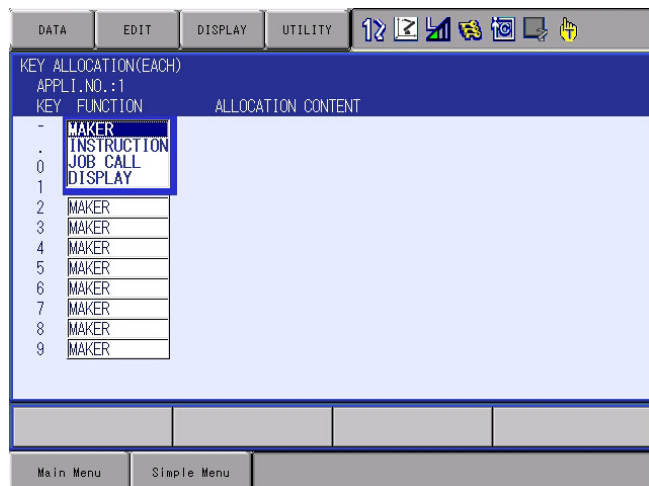 DATA EDIT DISPLAY UTILITY
KEY ALLOCATION(EACH)
APPLI.NO.:1
KEY FUNCTION ALLOCATION CONTENT
- MAKER
. INSTRUCTION
0 JOB CALL
1 DISPLAY
2 MAKER
3 MAKER
4 MAKER
5 MAKER
6 MAKER
7 MAKER
8 MAKER
9 MAKER
Main Menu Simple Menu